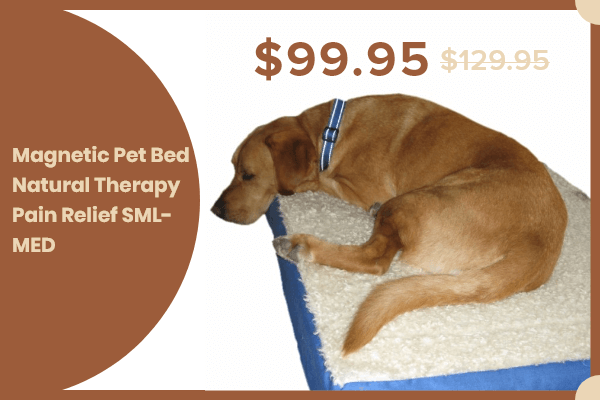 $99.95 $129.95
Magnetic Pet Bed
Natural Therapy
Pain Relief SML-
MED